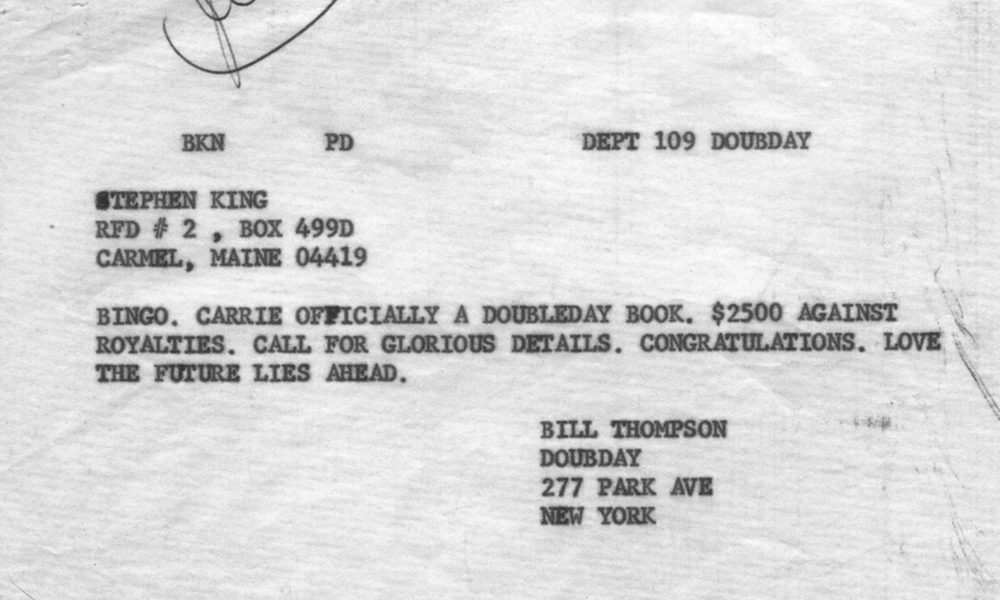 BKN PD DEPT 109 DOUBDAY
STEPHEN KING
RFD # 2 , BOX 499D
CARMEL, MAINE 04419
BINGO. CARRIE OFFICIALLY A DOUBLEDAY BOOK. $2500 AGAINST
ROYALTIES. CALL FOR GLORIOUS DETAILS. CONGRATULATIONS. LOVE
THE FUTURE LIES AHEAD.
BILL THOMPSON
DOUBDAY
277 PARK AVE
NEW YORK